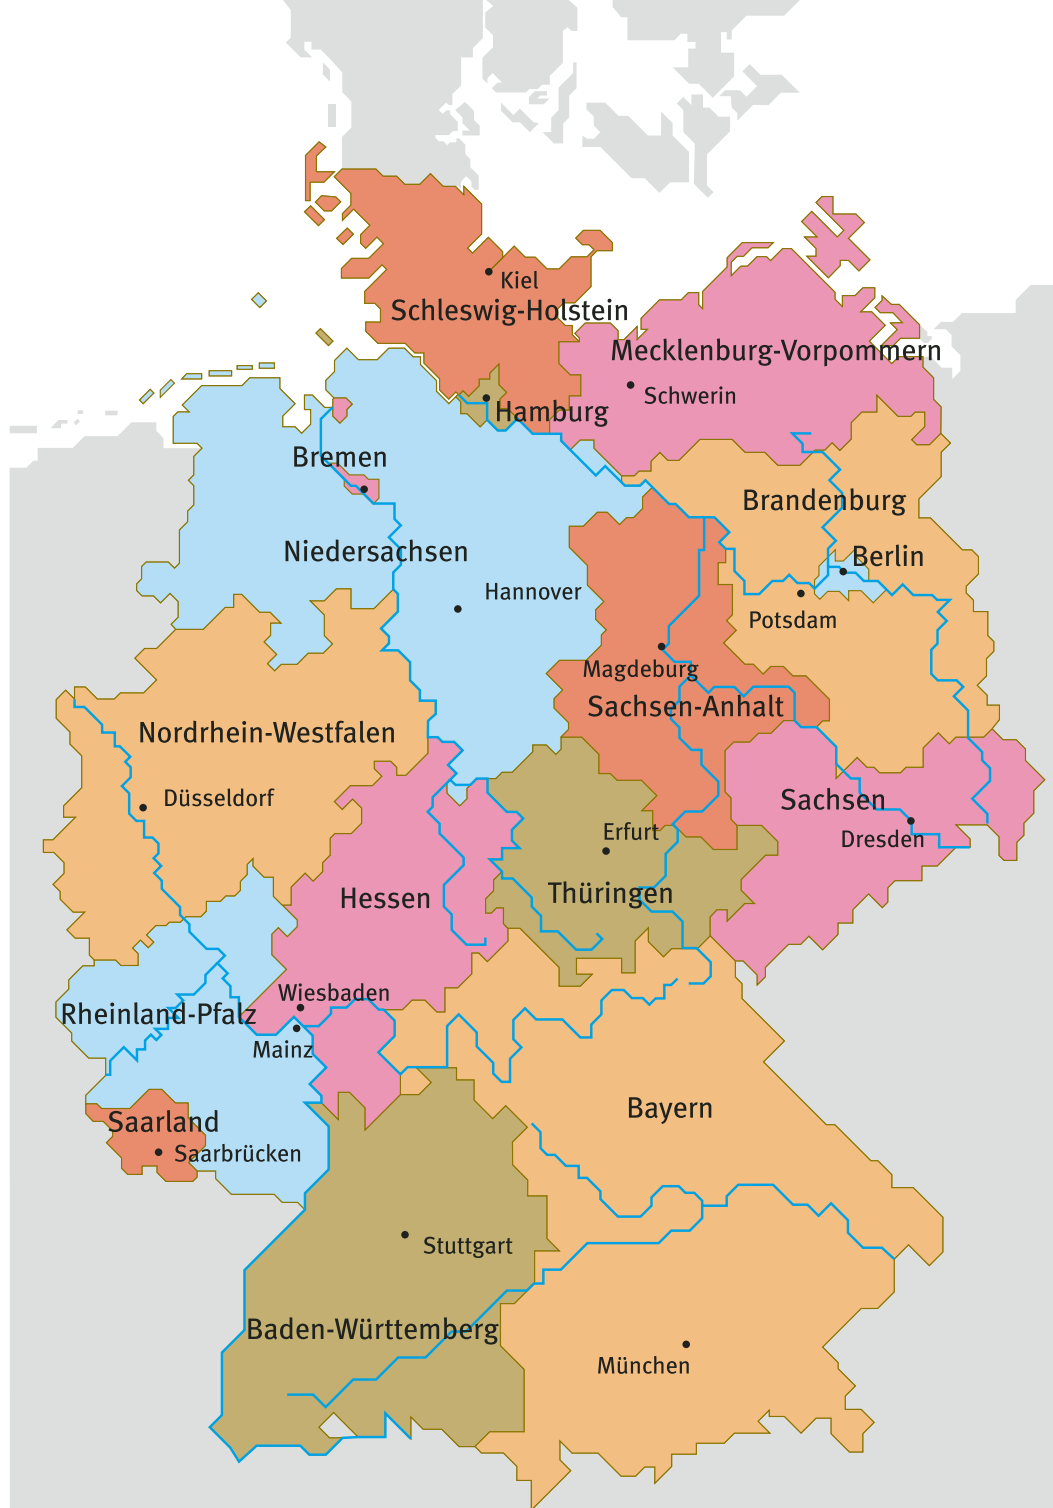 Kiel
Schleswig-Holstein
Mecklenburg-Vorpommern
Schwerin
Hamburg
Bremen
Brandenburg
Niedersachsen
Berlin
Hannover
Potsdam
Magdeburg
Sachsen-Anhalt
Nordrhein-Westfalen
Düsseldorf
Sachsen
Erfurt
Dresden
Hessen
Thüringen
Wiesbaden
Rheinland-Pfalz
Mainz
Bayern
Saarland
Saarbrücken
Stuttgart
Baden-Württemberg
München